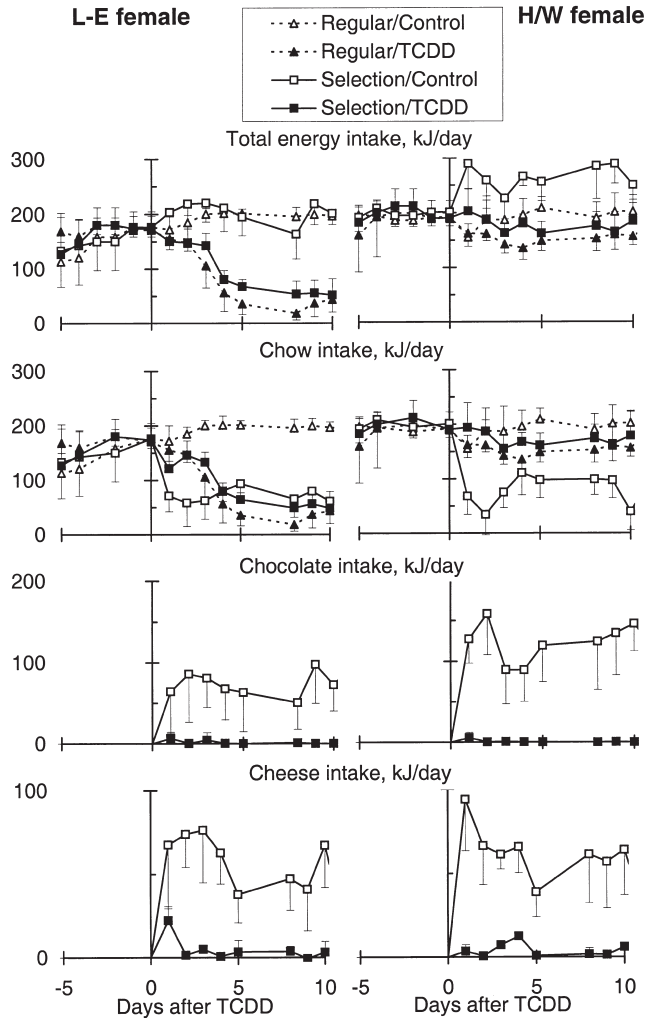 L-E female
H/W female
Regular/Control
Regular/TCDD
Selection/Control
Selection/TCDD
Total energy intake, kJ/day
300
200
100
0
Chow intake, kJ/day
300
200
100
0
Chocolate intake, kJ/day
200
100
0
Cheese intake, kJ/day
100
0
-5 0 5 10 -5 0 5 10
Days after TCDD Days after TCDD